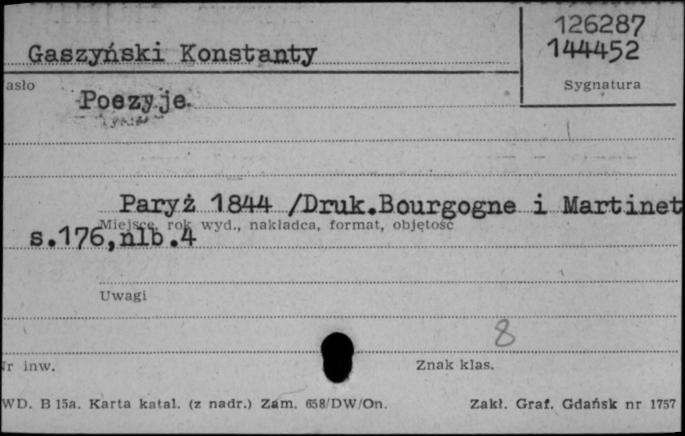 126287
Gaszyński Konstanty 144452
asło Sygnatura
Poezyje.
Paryż 1844 /Druk.Bourgogne i Martinet
Miejsce, rok wyd., nakładca, format, objętość
s.176,nlb.4
Uwagi
8
Nr inw. Znak klas.
WD. B 15a. Karta katal. (z nadr.) Zam. 658/DW/On. Zakł. Graf. Gdańsk nr 1757